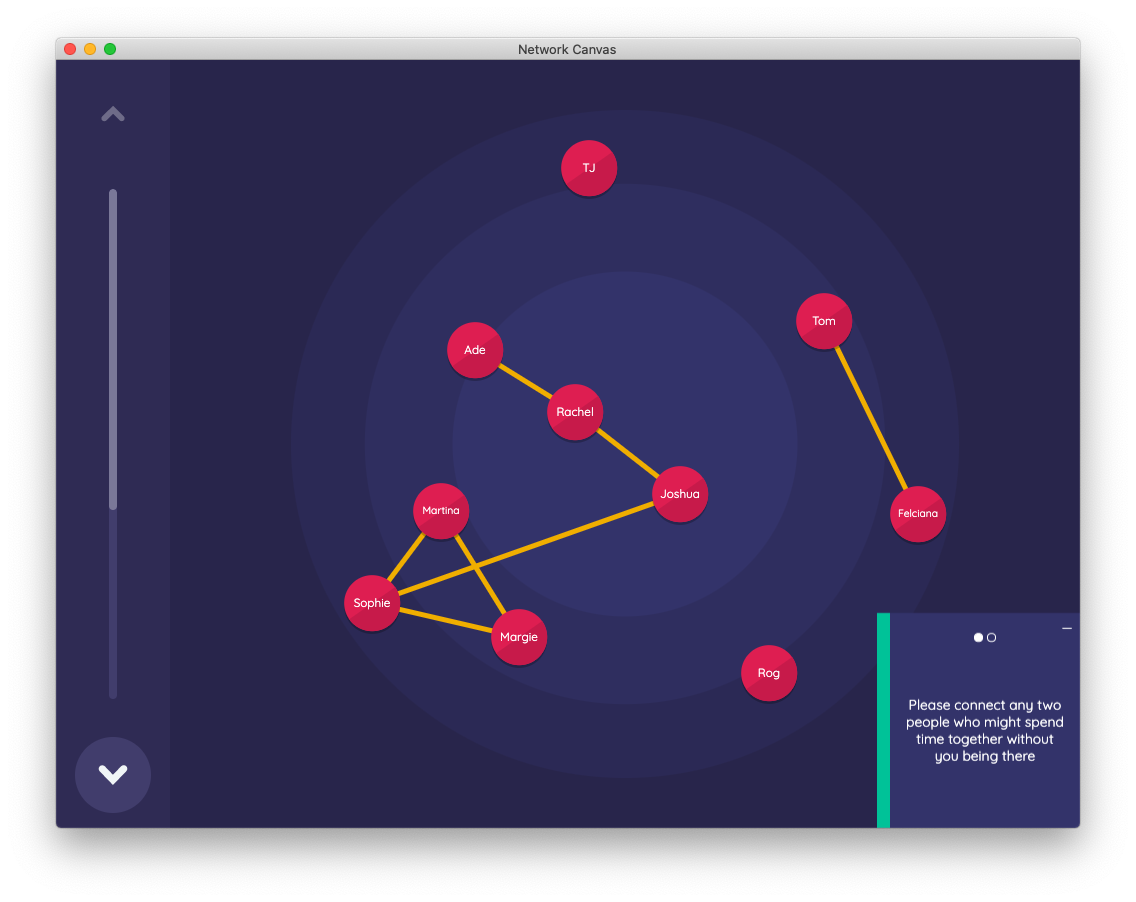 Network Canvas
TJ
Tom
Ade
Rachel
Joshua
Martina
Felciana
Sophie
Margie
Rog
Please connect any two
people who might spend
time together without
you being there